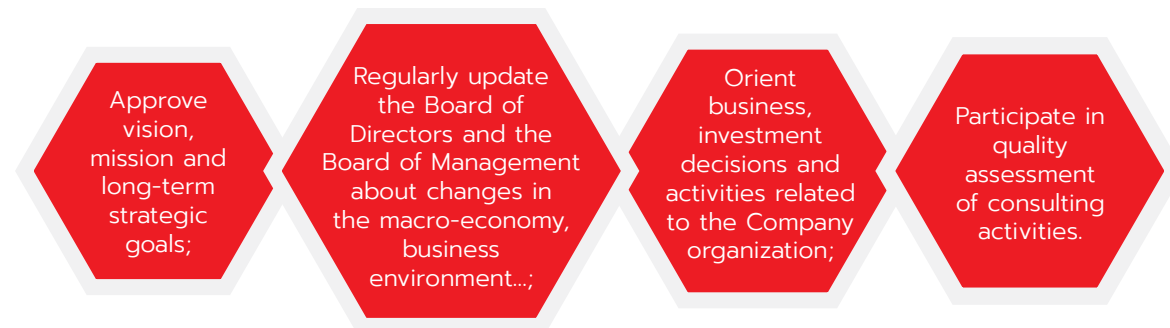 Approve
vision,
mission and
long-term
strategic
goals;
Regularly update
the Board of
Directors and the
Board of Management
about changes in
the macro-economy,
business
environment...;
Orient
business,
investment
decisions and
activities related
to the Company
organization;
Participate in
quality
assessment
of consulting
activities.